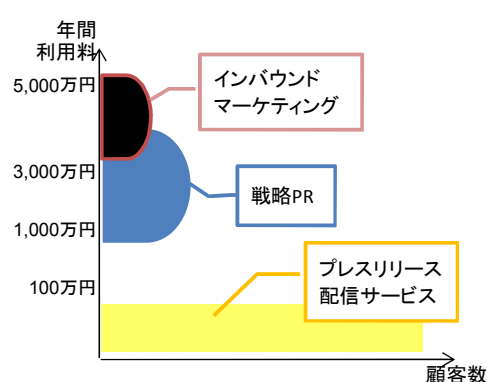 年間
利用料
5,000万円
3,000万円
1,000万円
100万円
インバウンド
マーケティング
戦略PR
プレスリリース
配信サービス
顧客数